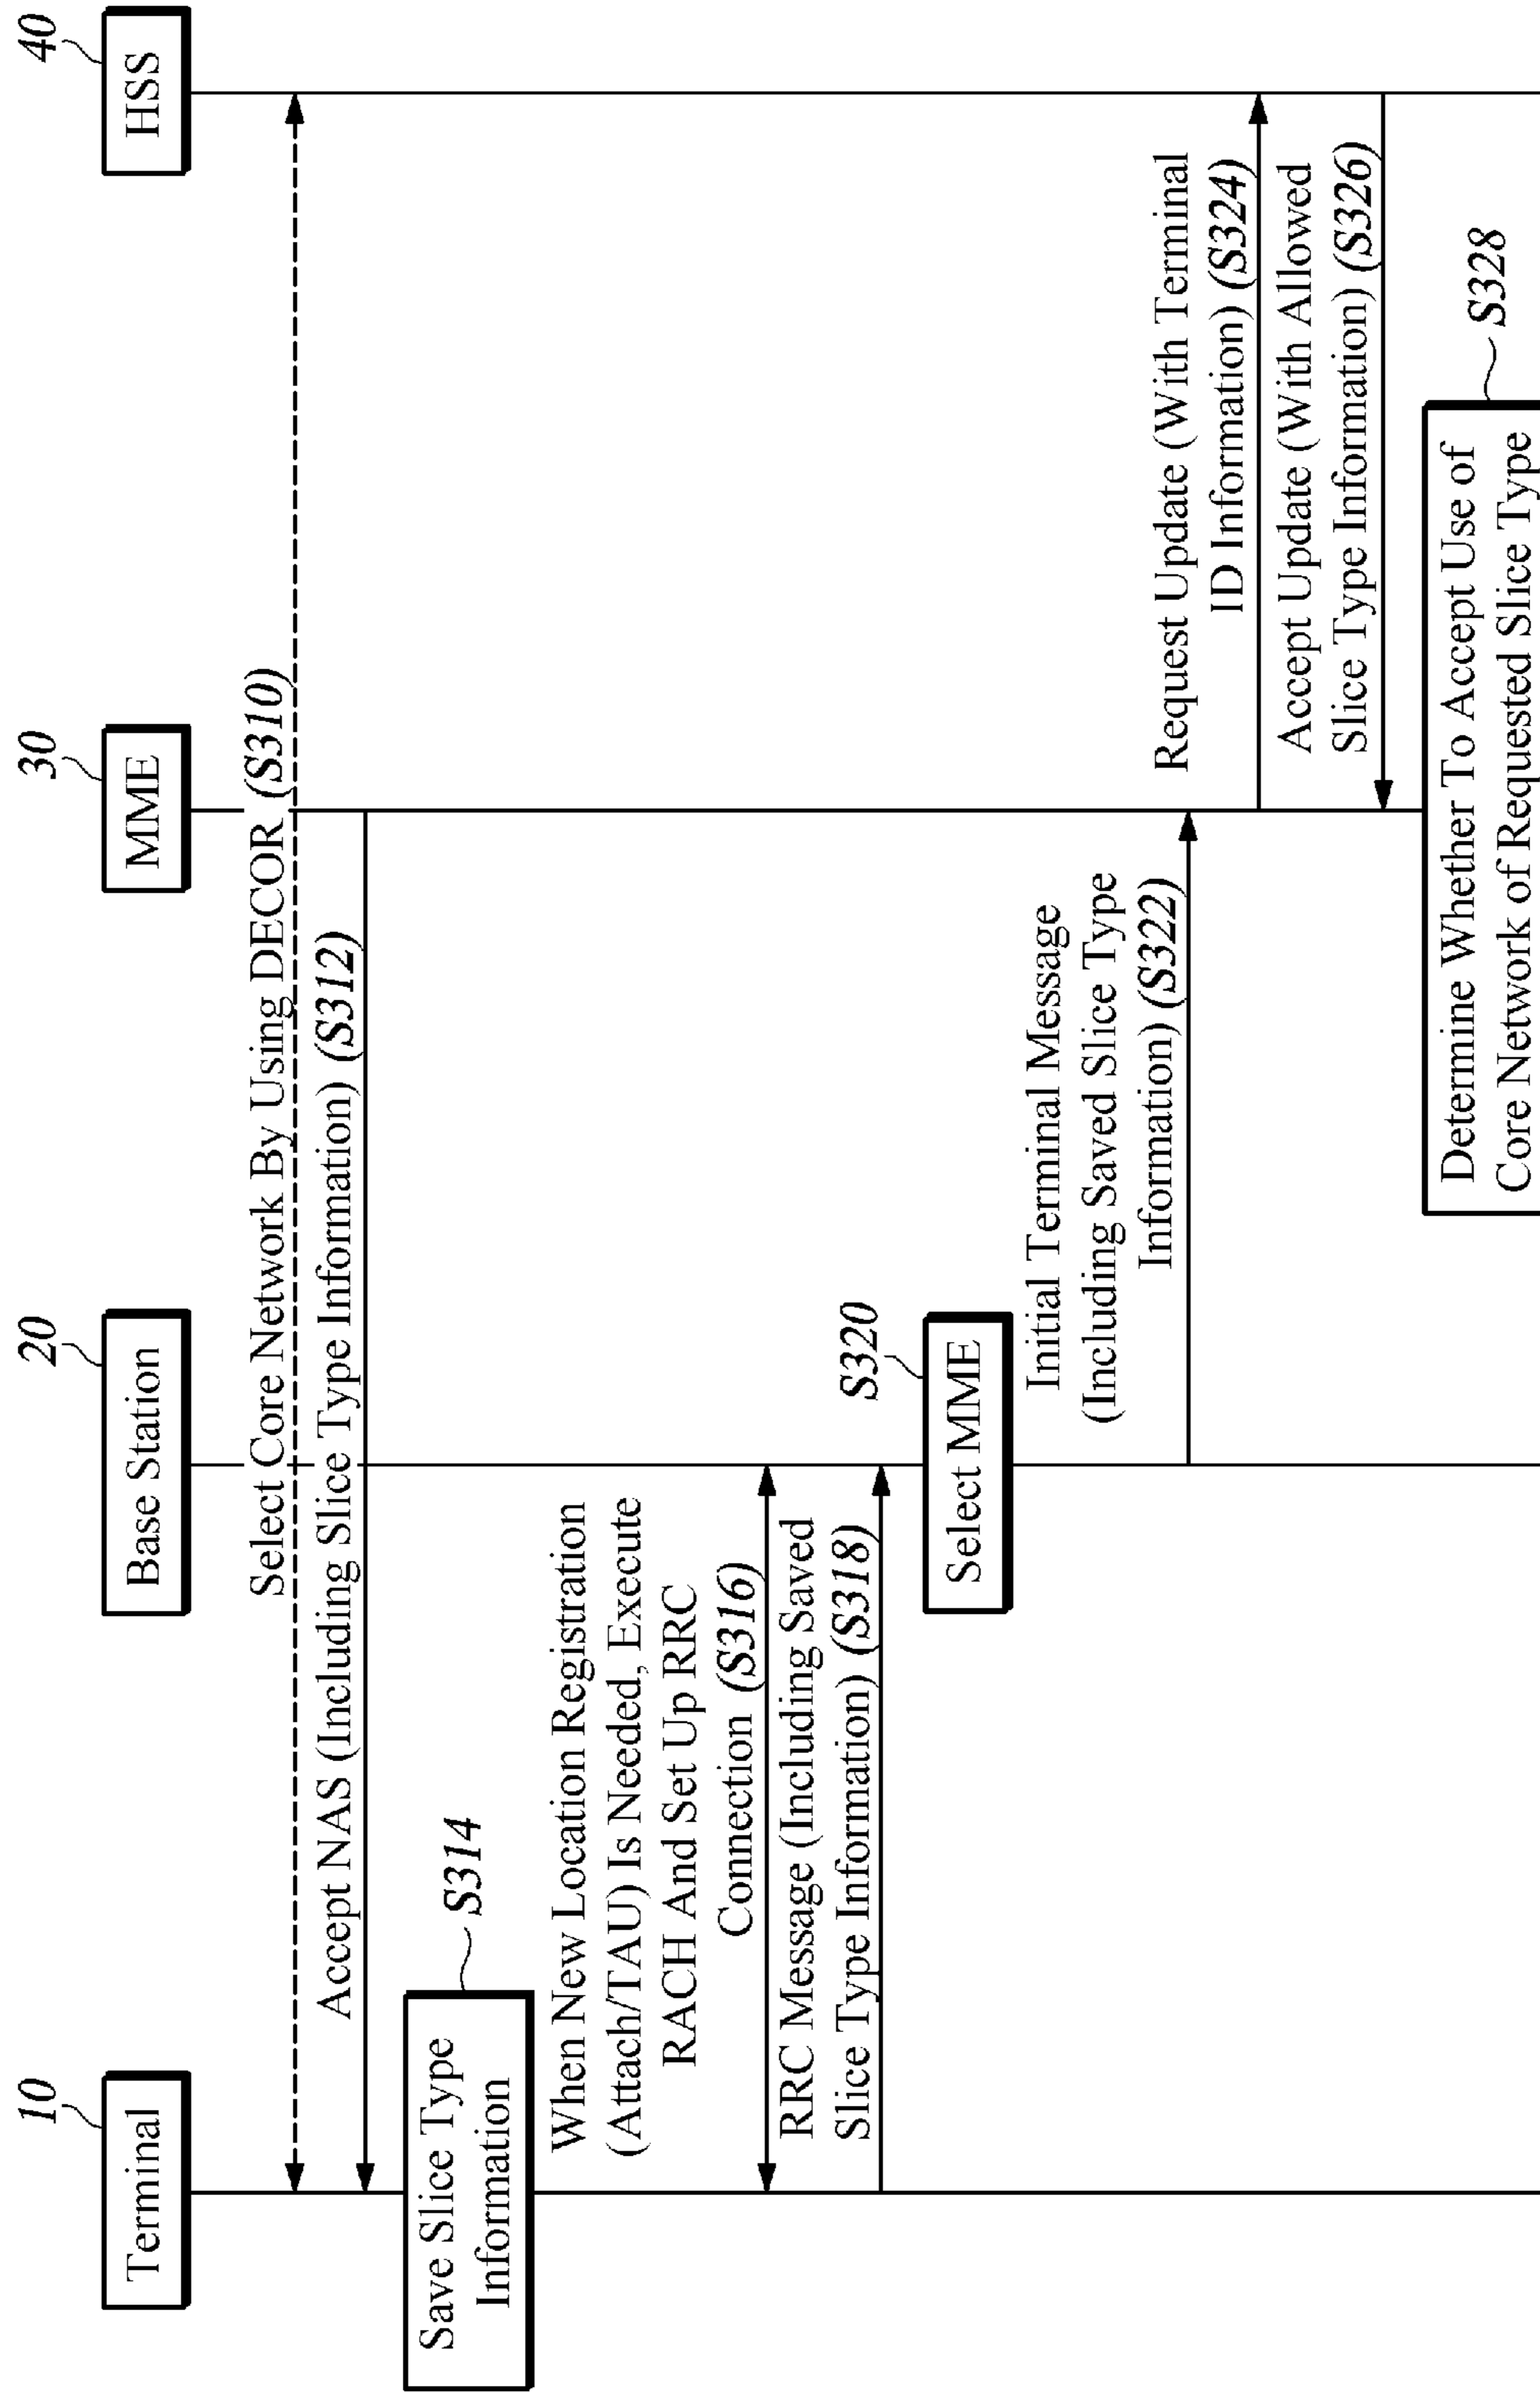 10
20
30
40
Terminal
Base Station
MME
HSS
Select Core Network By Using DECOR (S310)
Accept NAS (Including Slice Type Information) (S312)
Save Slice Type
Information
S314
When New Location Registration
(Attach/TAU) Is Needed, Execute
RACH And Set Up RRC
Connection (S316)
RRC Message (Including Saved
Slice Type Information) (S318)
S320
Select MME
Initial Terminal Message
(Including Saved Slice Type
Information) (S322)
Request Update (With Terminal
ID Information) (S324)
Accept Update (With Allowed
Slice Type Information) (S326)
S328
Determine Whether To Accept Use of
Core Network of Requested Slice Type